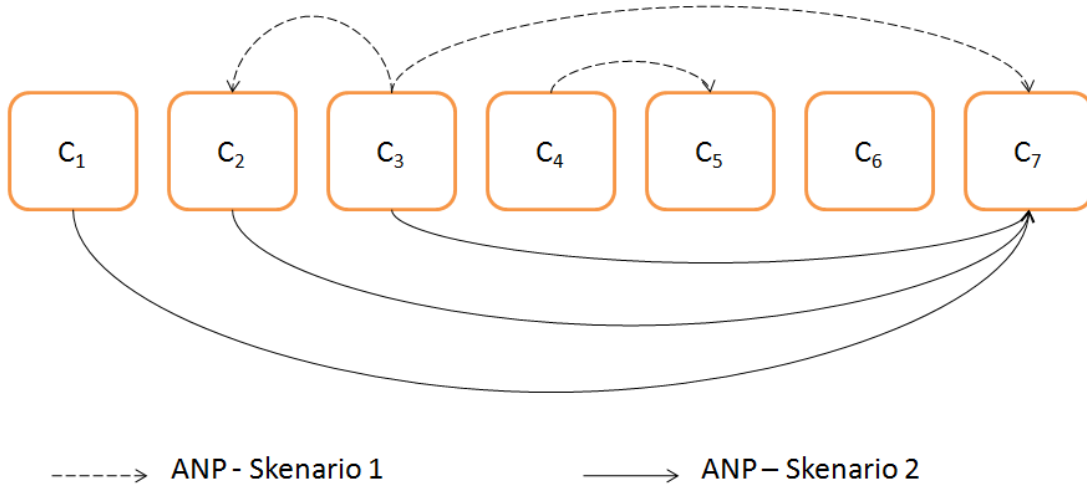 C₁ C₂ C₃ C₄ C₅ C₆ C₇
ANP - Skenario 1 ANP – Skenario 2